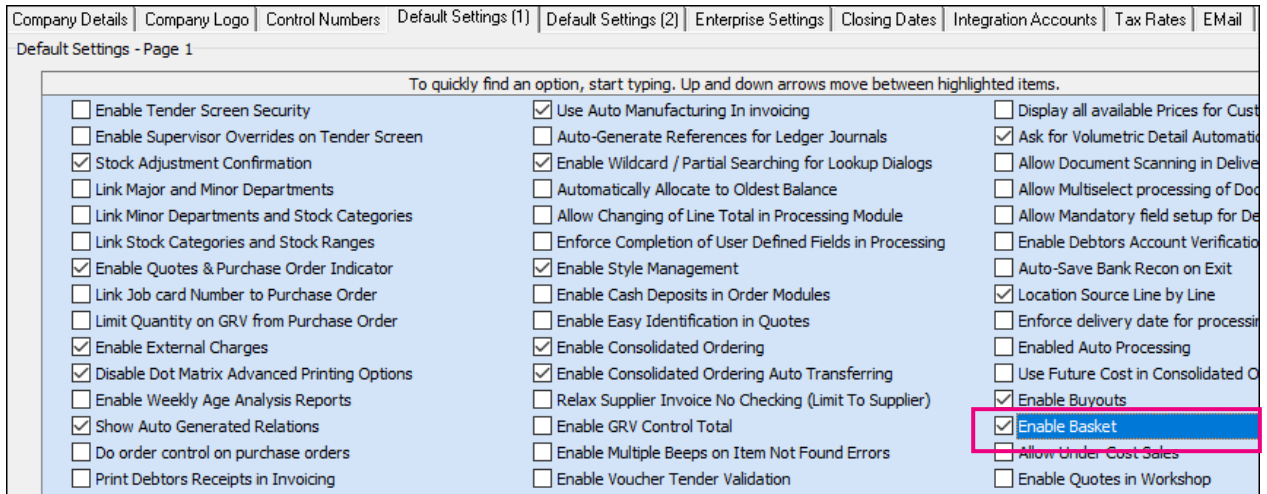 Company Details Company Logo Control Numbers Default Settings (1) Default Settings (2) Enterprise Settings Closing Dates Integration Accounts Tax Rates EMail
Default Settings - Page 1
To quickly find an option, start typing. Up and down arrows move between highlighted items.
Enable Tender Screen Security
Enable Supervisor Overrides on Tender Screen
Stock Adjustment Confirmation
Link Major and Minor Departments
Link Minor Departments and Stock Categories
Link Stock Categories and Stock Ranges
Enable Quotes & Purchase Order Indicator
Link Job card Number to Purchase Order
Limit Quantity on GRV from Purchase Order
Enable External Charges
Disable Dot Matrix Advanced Printing Options
Enable Weekly Age Analysis Reports
Show Auto Generated Relations
Do order control on purchase orders
Print Debtors Receipts in Invoicing
Use Auto Manufacturing In invoicing
Auto-Generate References for Ledger Journals
Enable Wildcard / Partial Searching for Lookup Dialogs
Automatically Allocate to Oldest Balance
Allow Changing of Line Total in Processing Module
Enforce Completion of User Defined Fields in Processing
Enable Style Management
Enable Cash Deposits in Order Modules
Enable Easy Identification in Quotes
Enable Consolidated Ordering
Enable Consolidated Ordering Auto Transferring
Relax Supplier Invoice No Checking (Limit To Supplier)
Enable GRV Control Total
Enable Multiple Beeps on Item Not Found Errors
Enable Voucher Tender Validation
Display all available Prices for Cust
Ask for Volumetric Detail Automatic
Allow Document Scanning in Delive
Allow Multiselect processing of Doc
Allow Mandatory field setup for De
Enable Debtors Account Verificatio
Auto-Save Bank Recon on Exit
Location Source Line by Line
Enforce delivery date for processin
Enabled Auto Processing
Use Future Cost in Consolidated O
Enable Buyouts
Enable Basket
Allow Under Cost Sales
Enable Quotes in Workshop